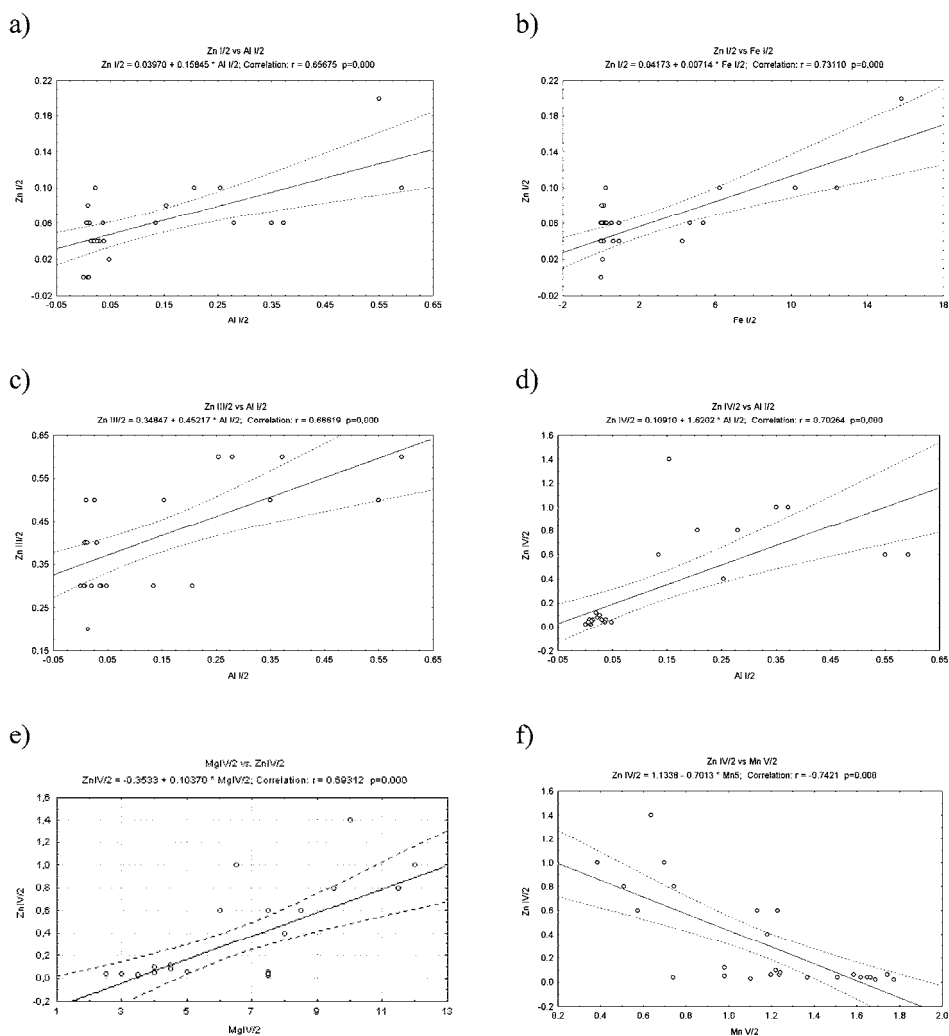 a)
Zn I/2 vs Al I/2
Zn I/2 = 0.03970 + 0.15845 * Al I/2; Correlation: r = 0.65675 p=0.000
Zn I/2
0.22
0.18
0.14
0.10
0.06
0.02
-0.02
-0.05 0.05 0.15 0.25 0.35 0.45 0.55 0.65
Al I/2
b)
Zn I/2 vs Fe I/2
Zn I/2 = 0.04173 + 0.00714 * Fe I/2; Correlation: r = 0.73110 p=0.000
Zn I/2
0.22
0.18
0.14
0.10
0.06
0.02
-0.02
-2 2 6 10 14 18
Fe I/2
c)
Zn III/2 vs Al I/2
Zn III/2 = 0.34847 + 0.45217 * Al I/2; Correlation: r = 0.66619 p=0.000
Zn III/2
0.65
0.55
0.45
0.35
0.25
0.15
-0.05 0.05 0.15 0.25 0.35 0.45 0.55 0.65
Al I/2
d)
Zn IV/2 vs Al I/2
Zn IV/2 = 0.10910 + 1.6202 * Al I/2; Correlation: r = 0.70264 p=0.000
Zn IV/2
1.6
1.4
1.2
1.0
0.8
0.6
0.4
0.2
0.0
-0.2
-0.05 0.05 0.15 0.25 0.35 0.45 0.55 0.65
Al I/2
e)
MgIV/2 vs. ZnIV/2
ZnIV/2 = -0.3533 + 0.10370 * MgIV/2; Correlation: r = 0.69312 p=0.000
ZnIV/2
1,6
1,4
1,2
1,0
0,8
0,6
0,4
0,2
0,0
-0,2
1 3 5 7 9 11 13
MgIV/2
f)
Zn IV/2 vs Mn V/2
Zn IV/2 = 1.1338 - 0.7013 * Mn5; Correlation: r = -0.7421 p=0.000
Zn IV/2
1.6
1.4
1.2
1.0
0.8
0.6
0.4
0.2
0.0
-0.2
0.2 0.4 0.6 0.8 1.0 1.2 1.4 1.6 1.8 2.0
Mn V/2